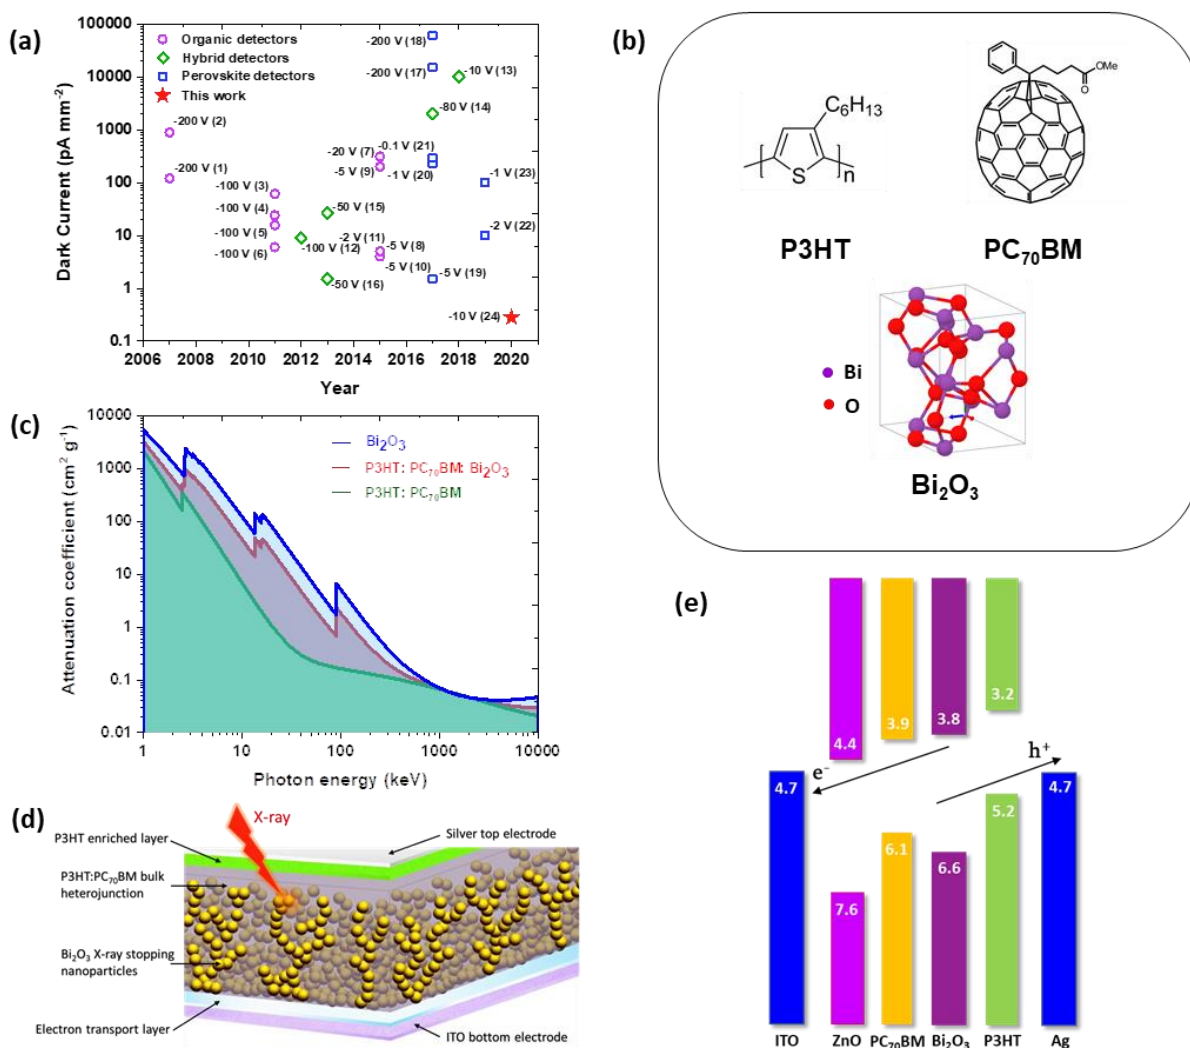 (a)
Dark Current (pA mm⁻²)
100000
10000
1000
100
10
1
0.1
Organic detectors
Hybrid detectors
Perovskite detectors
This work
-200 V (18)
-200 V (17)
-10 V (13)
-80 V (14)
-200 V (2)
-200 V (1)
-20 V (7)
-0.1V (21)
-5 V (9)
-1 V (20)
-1 V (23)
-100 V (3)
-100 V (4)
-100 V (5)
-100 V (6)
-50 V (15)
-2 V (11)
-100 V (12)
-5 V (8)
-5 V (10)
-2 V (22)
-50 V (16)
-5 V (19)
-10 V (24)
2006 2008 2010 2012 2014 2016 2018 2020
Year
(b)
C₆H₁₃
S
n
OMe
O
P3HT
PC₇₀BM
Bi
O
Bi₂O₃
(c)
Attenuation coefficient (cm² g⁻¹)
10000
1000
100
10
1
0.1
0.01
Bi₂O₃
P3HT: PC₇₀BM: Bi₂O₃
P3HT: PC₇₀BM
1 10 100 1000 10000
Photon energy (keV)
(d)
X-ray
P3HT enriched layer
Silver top electrode
P3HT:PC₇₀BM bulk
heterojunction
Bi₂O₃ X-ray stopping
nanoparticles
Electron transport layer
ITO bottom electrode
(e)
3.2
3.9
3.8
4.4
e⁻
h⁺
4.7
4.7
5.2
6.1
6.6
7.6
ITO ZnO PC₇₀BM Bi₂O₃ P3HT Ag